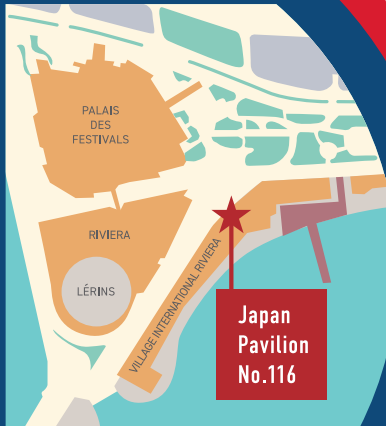 PALAIS
DES
FESTIVALS
RIVIERA
LÉRINS
VILLAGE INTERNATIONAL RIVIERA
Japan
Pavilion
No.116